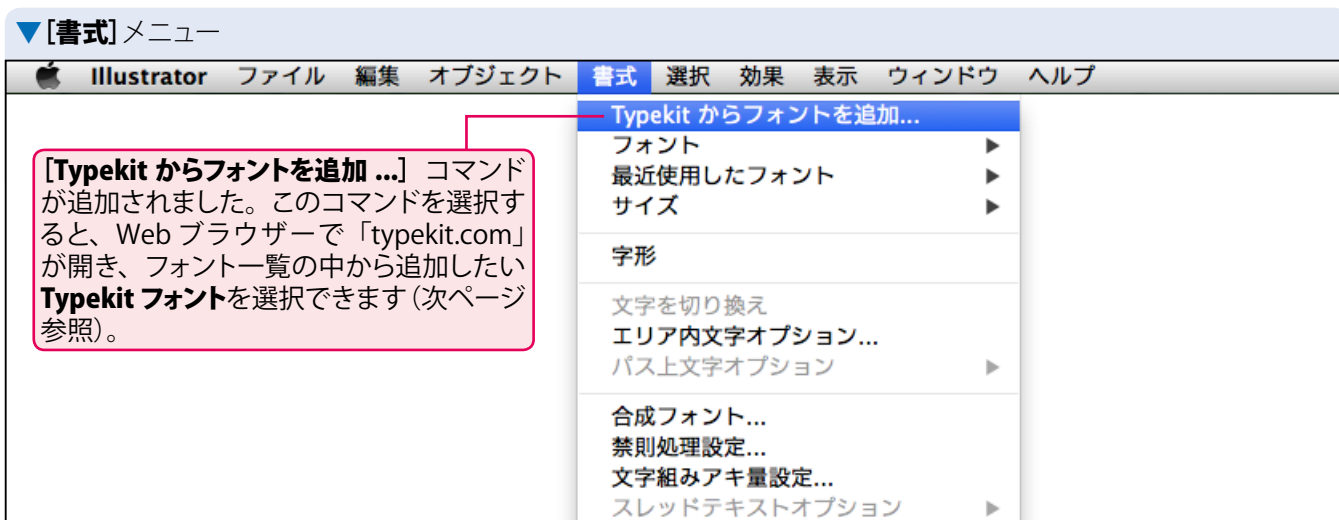 ▼[書式]メニュー
Illustrator ファイル 編集 オブジェクト 書式 選択 効果 表示 ウィンドウ ヘルプ
Typekit からフォントを追加...
フォント ▶
最近使用したフォント ▶
サイズ ▶
字形
文字を切り換え
エリア内文字オプション...
パス上文字オプション ▶
合成フォント...
禁則処理設定...
文字組みアキ量設定...
スレッドテキストオプション ▶
[Typekit からフォントを追加 ...] コマンド
が追加されました。このコマンドを選択す
ると、Web ブラウザーで「typekit.com」
が開き、フォント一覧の中から追加したい
Typekit フォントを選択できます(次ページ
参照)。